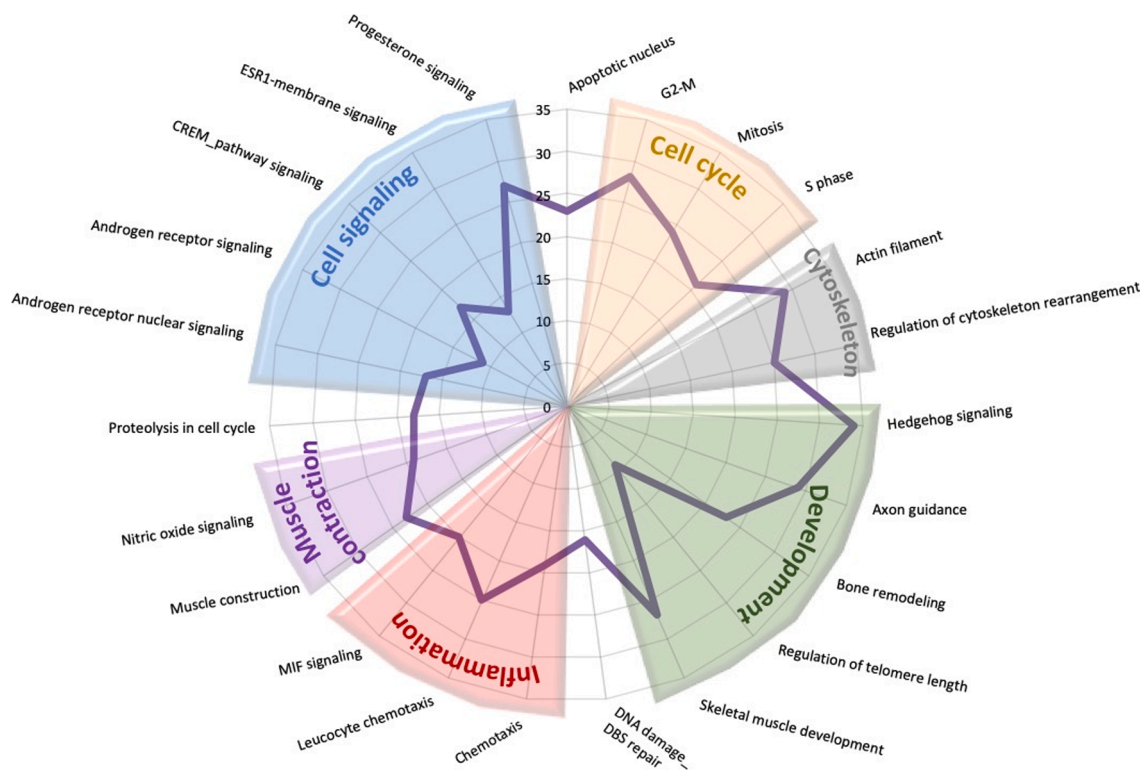 Apoptotic nucleus
G2-M
Mitosis
S phase
Actin filament
Regulation of cytoskeleton rearrangement
Hedgehog signaling
Axon guidance
Bone remodeling
Regulation of telomere length
Skeletal muscle development
DNA damage_
DBS repair
Chemotaxis
Leucocyte chemotaxis
MIF signaling
Muscle construction
Nitric oxide signaling
Proteolysis in cell cycle
Androgen receptor nuclear signaling
Androgen receptor signaling
CREM_pathway signaling
ESR1-membrane signaling
Progesterone signaling
35
30
25
20
15
10
5
0
Cell cycle
Cytoskeleton
Development
Inflammation
Muscle
contraction
Cell signaling